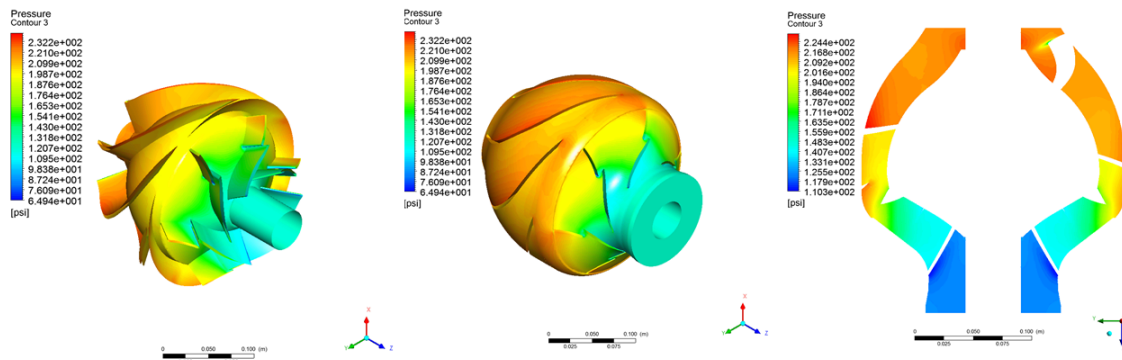 Pressure
Contour 3
2.322e+002
2.210e+002
2.099e+002
1.987e+002
1.876e+002
1.764e+002
1.653e+002
1.541e+002
1.430e+002
1.318e+002
1.207e+002
1.095e+002
9.838e+001
8.724e+001
7.609e+001
6.494e+001
[psi]
X
Y
Z
0 0.050 0.100 (m)
0.025 0.075
Pressure
Contour 3
2.322e+002
2.210e+002
2.099e+002
1.987e+002
1.876e+002
1.764e+002
1.653e+002
1.541e+002
1.430e+002
1.318e+002
1.207e+002
1.095e+002
9.838e+001
8.724e+001
7.609e+001
6.494e+001
[psi]
X
Y
Z
0 0.050 0.100 (m)
0.025 0.075
Pressure
Contour 3
2.244e+002
2.168e+002
2.092e+002
2.016e+002
1.940e+002
1.864e+002
1.787e+002
1.711e+002
1.635e+002
1.559e+002
1.483e+002
1.407e+002
1.331e+002
1.255e+002
1.179e+002
1.103e+002
[psi]
0 0.050 0.100 (m)
0.025 0.075
Y